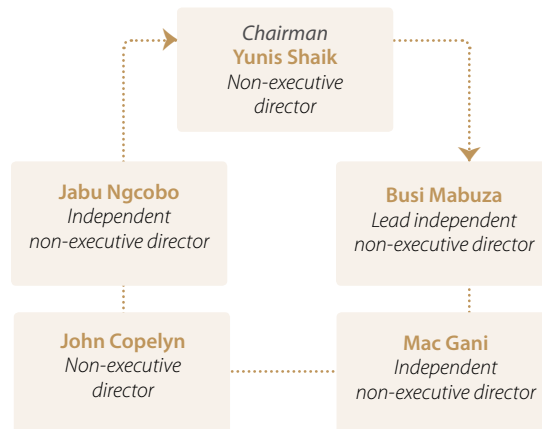 Chairman
Yunis Shaik
Non-executive
director
Jabu Ngcobo
Independent
non-executive director
Busi Mabuza
Lead independent
non-executive director
John Copelyn
Non-executive
director
Mac Gani
Independent
non-executive director